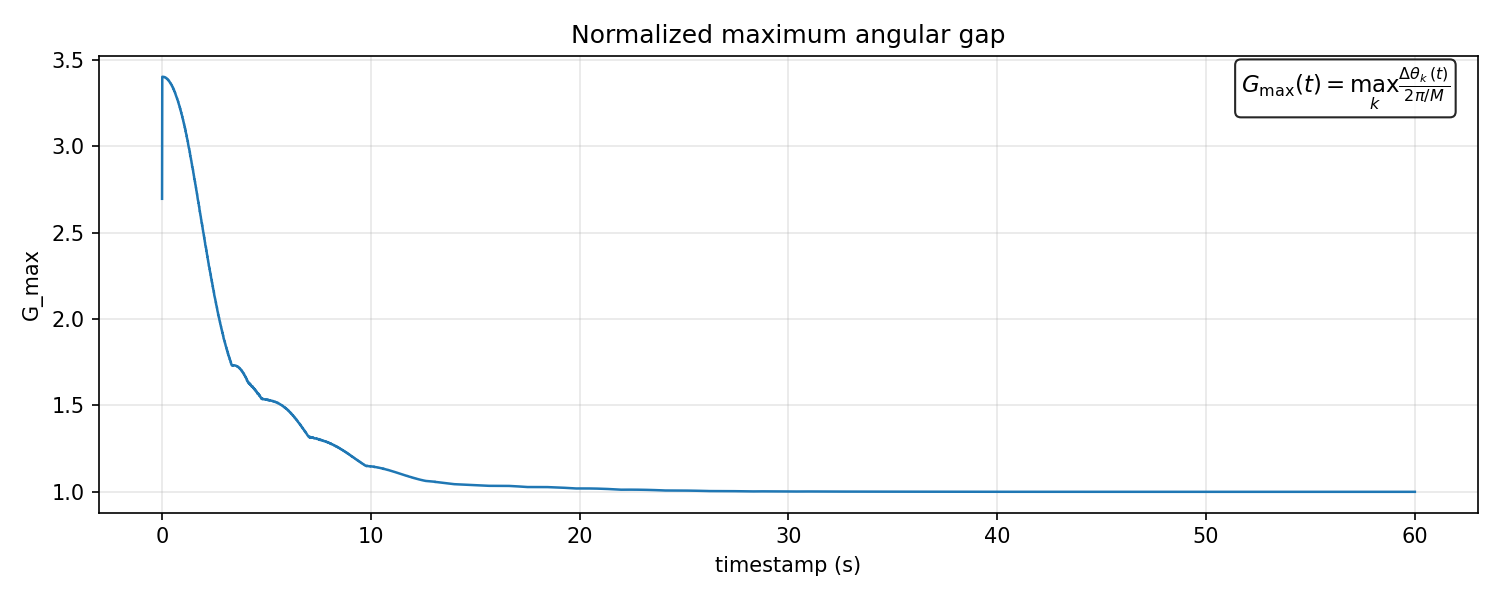 Normalized maximum angular gap
G_max(t) = max_k Δθ_k(t) / 2π/M
3.5
3.0
2.5
2.0
1.5
1.0
G_max
0 10 20 30 40 50 60
timestamp (s)